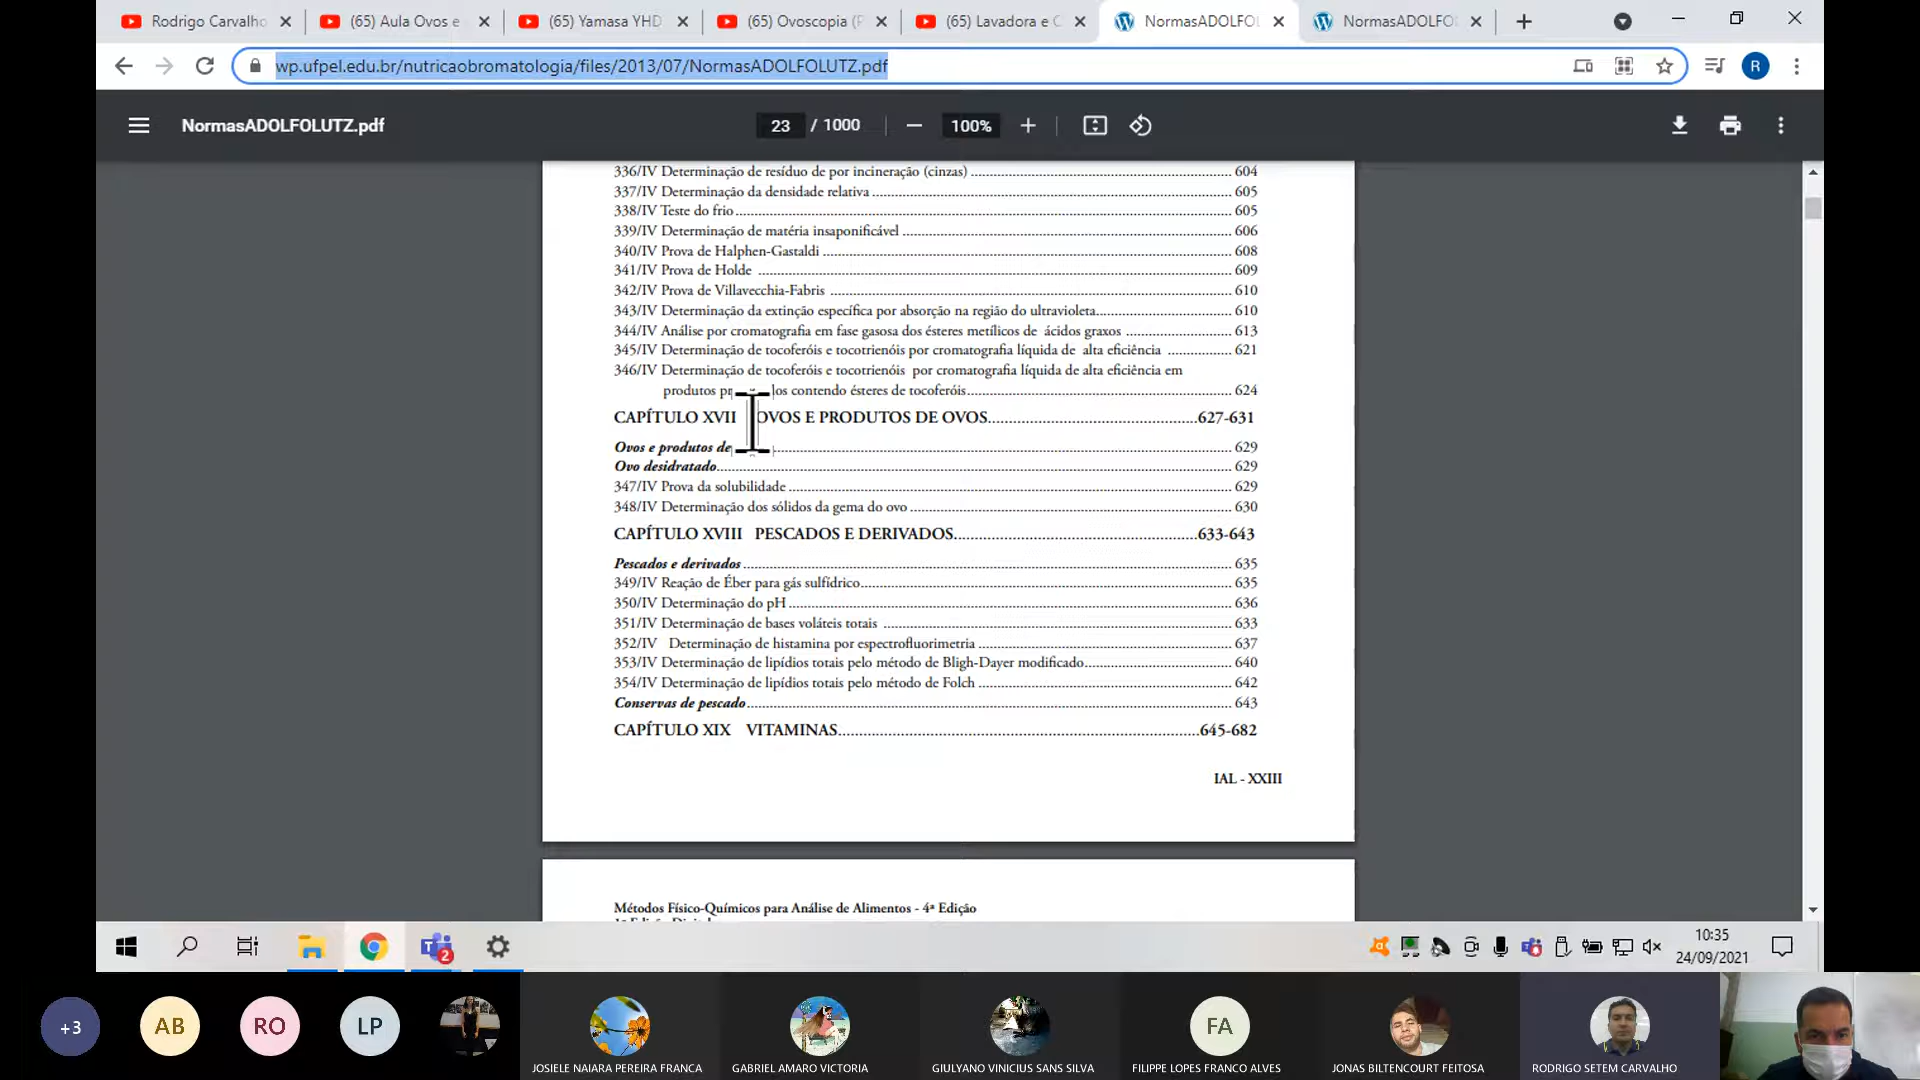 Rodrigo Carvalho
(65) Aula Ovos e
(65) Yamasa YHD
(65) Ovoscopia (
(65) Lavadora e C
NormasADOLFO
NormasADOLFO
wp.ufpel.edu.br/nutricaobromatologia/files/2013/07/NormasADOLFOLUTZ.pdf
R
NormasADOLFOLUTZ.pdf
23 / 1000
100%
336/IV Determinação de resíduo de por incineração (cinzas) 604
337/IV Determinação da densidade relativa 605
338/IV Teste do frio 605
339/IV Determinação de matéria insaponificável 606
340/IV Prova de Halphen-Gastaldi 608
341/IV Prova de Holde 609
342/IV Prova de Villavecchia-Fabris 610
343/IV Determinação da extinção específica por absorção na região do ultravioleta 610
344/IV Análise por cromatografia em fase gasosa dos ésteres metílicos de ácidos graxos 613
345/IV Determinação de tocoferóis e tocotrienóis por cromatografia líquida de alta eficiência 621
346/IV Determinação de tocoferóis e tocotrienóis por cromatografia líquida de alta eficiência em
produtos contendo ésteres de tocoferóis 624
CAPÍTULO XVII OVOS E PRODUTOS DE OVOS 627-631
Ovos e produtos de 629
Ovo desidratado 629
347/IV Prova da solubilidade 629
348/IV Determinação dos sólidos da gema do ovo 630
CAPÍTULO XVIII PESCADOS E DERIVADOS 633-643
Pescados e derivados 635
349/IV Reação de Éber para gás sulfídrico 635
350/IV Determinação do pH 636
351/IV Determinação de bases voláteis totais 633
352/IV Determinação de histamina por espectrofluorimetria 637
353/IV Determinação de lipídios totais pelo método de Bligh-Dayer modificado 640
354/IV Determinação de lipídios totais pelo método de Folch 642
Conservas de pescado 643
CAPÍTULO XIX VITAMINAS 645-682
IAL - XXIII
Métodos Físico-Químicos para Análise de Alimentos - 4ª Edição
2
10:35
24/09/2021
+3
AB
RO
LP
FA
JOSIELE NAIARA PEREIRA FRANCA
GABRIEL AMARO VICTORIA
GIULYANO VINICIUS SANS SILVA
FILIPPE LOPES FRANCO ALVES
JONAS BILTENCOURT FEITOSA
RODRIGO SETEM CARVALHO